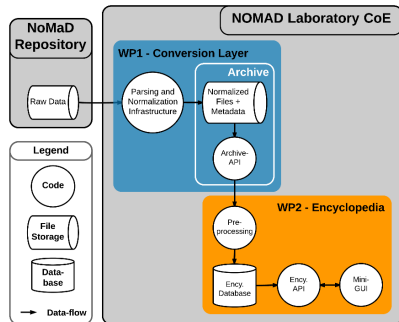 NoMaD
Repository
Raw Data
NOMAD Laboratory CoE
WP1 - Conversion Layer
Archive
Parsing and
Normalization
Infrastructure
Normalized
Files +
Metadata
Archive-
API
WP2 - Encyclopedia
Pre-
processing
Ency.
Database
Ency.
API
Mini-
GUI
Legend
Code
File
Storage
Data-
base
Data-flow